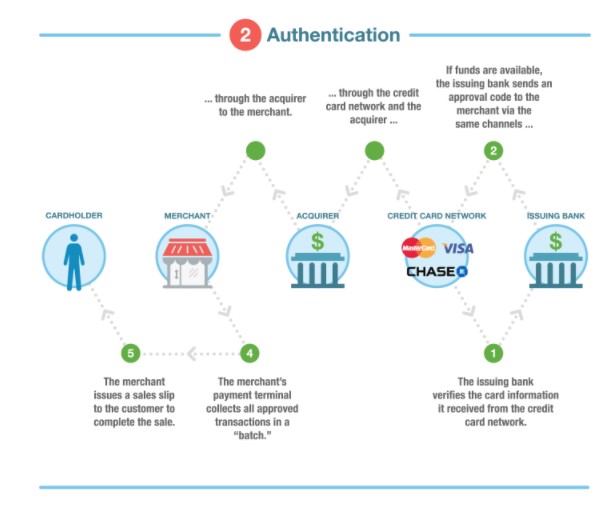 2 Authentication
If funds are available,
the issuing bank sends an
approval code to the
merchant via the
same channels ...
... through the credit
card network and the
acquirer ...
... through the acquirer
to the merchant.
2
CARDHOLDER
MERCHANT
ACQUIRER
CREDIT CARD NETWORK
ISSUING BANK
$
MasterCard
VISA
CHASE
$
1
5
4
1
The merchant
issues a sales slip
to the customer to
complete the sale.
The merchant's
payment terminal
collects all approved
transactions in a
“batch.”
The issuing bank
verifies the card information
it received from the credit
card network.